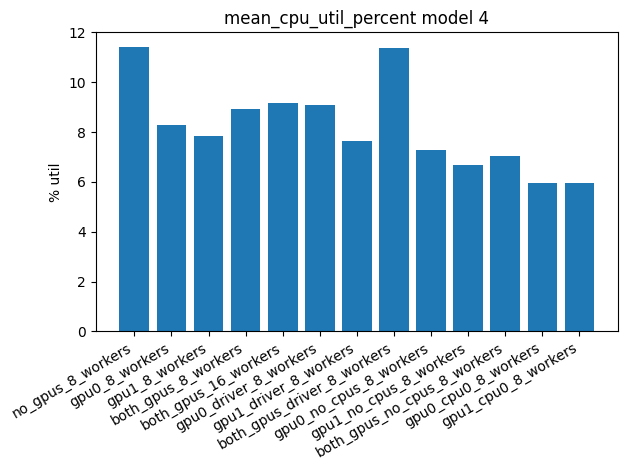 mean_cpu_util_percent model 4
12
10
8
6
4
2
0
% util
no_gpus_8_workers
gpu0_8_workers
gpu1_8_workers
both_gpus_8_workers
both_gpus_16_workers
gpu0_driver_8_workers
gpu1_driver_8_workers
both_gpus_driver_8_workers
gpu0_no_cpus_8_workers
gpu1_no_cpus_8_workers
both_gpus_no_cpus_8_workers
gpu0_cpu0_8_workers
gpu1_cpu0_8_workers